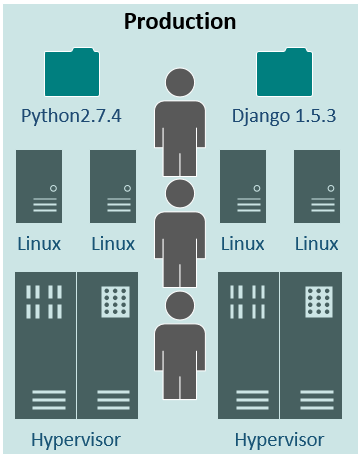 Production
Python2.7.4
Django 1.5.3
Linux
Linux
Linux
Linux
Hypervisor
Hypervisor